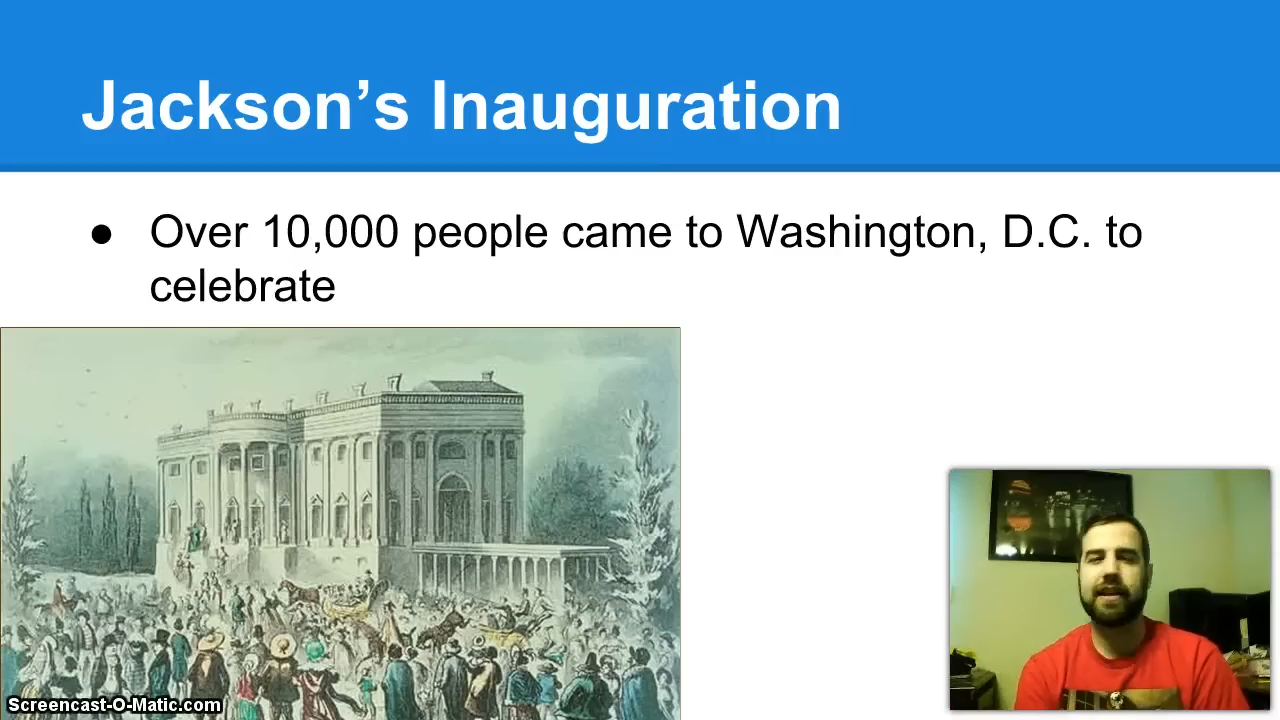 Jackson’s Inauguration
● Over 10,000 people came to Washington, D.C. to
celebrate
Screencast-O-Matic.com